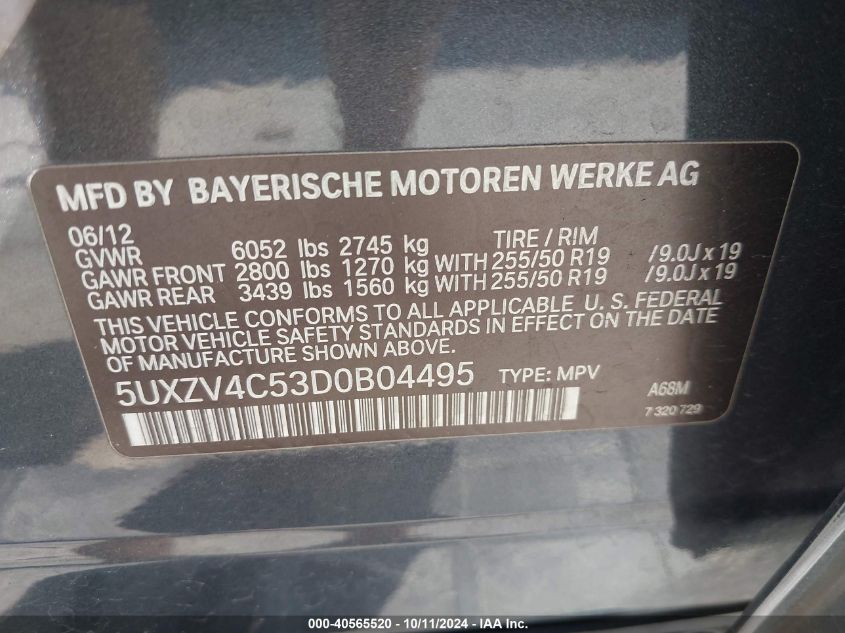 MFD BY BAYERISCHE MOTOREN WERKE AG
06/12 TIRE / RIM
GVWR 6052 lbs 2745 kg
GAWR FRONT 2800 lbs 1270 kg WITH 255/50 R19 /9.0J x 19
GAWR REAR 3439 lbs 1560 kg WITH 255/50 R19 /9.0J x 19
THIS VEHICLE CONFORMS TO ALL APPLICABLE U. S. FEDERAL
MOTOR VEHICLE SAFETY STANDARDS IN EFFECT ON THE DATE
OF MANUFACTURE SHOWN ABOVE.
5UXZV4C53D0B04495 TYPE: MPV A68M
7 320 729
000-40565520 - 10/11/2024 - IAA Inc.